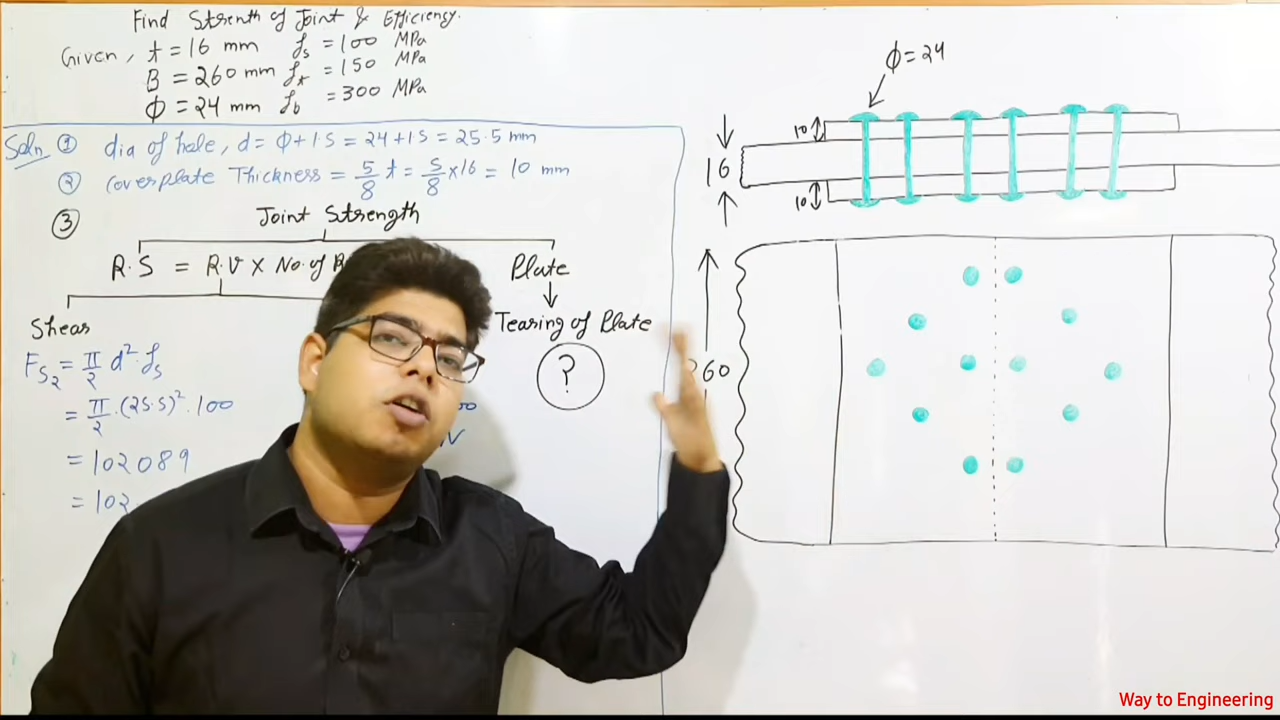 Find Strenth of Joint & Efficiency.
Given, t = 16 mm fs = 100 MPa
B = 260 mm ft = 150 MPa
Φ = 24 mm fb = 300 MPa
Soln ① dia of hole, d = Φ + 1.5 = 24 + 1.5 = 25.5 mm
② Coverplate Thickness = 5/8 t = 5/8 × 16 = 10 mm
③ Joint Strength
R.S = R.V × No. of
Plate
Shear
Tearing of Plate
FS2 = π/2 d² . fs
?
= π/2 . (25.5)² . 100
= 102089
= 102
Φ = 24
10
16
10
60
Way to Engineering